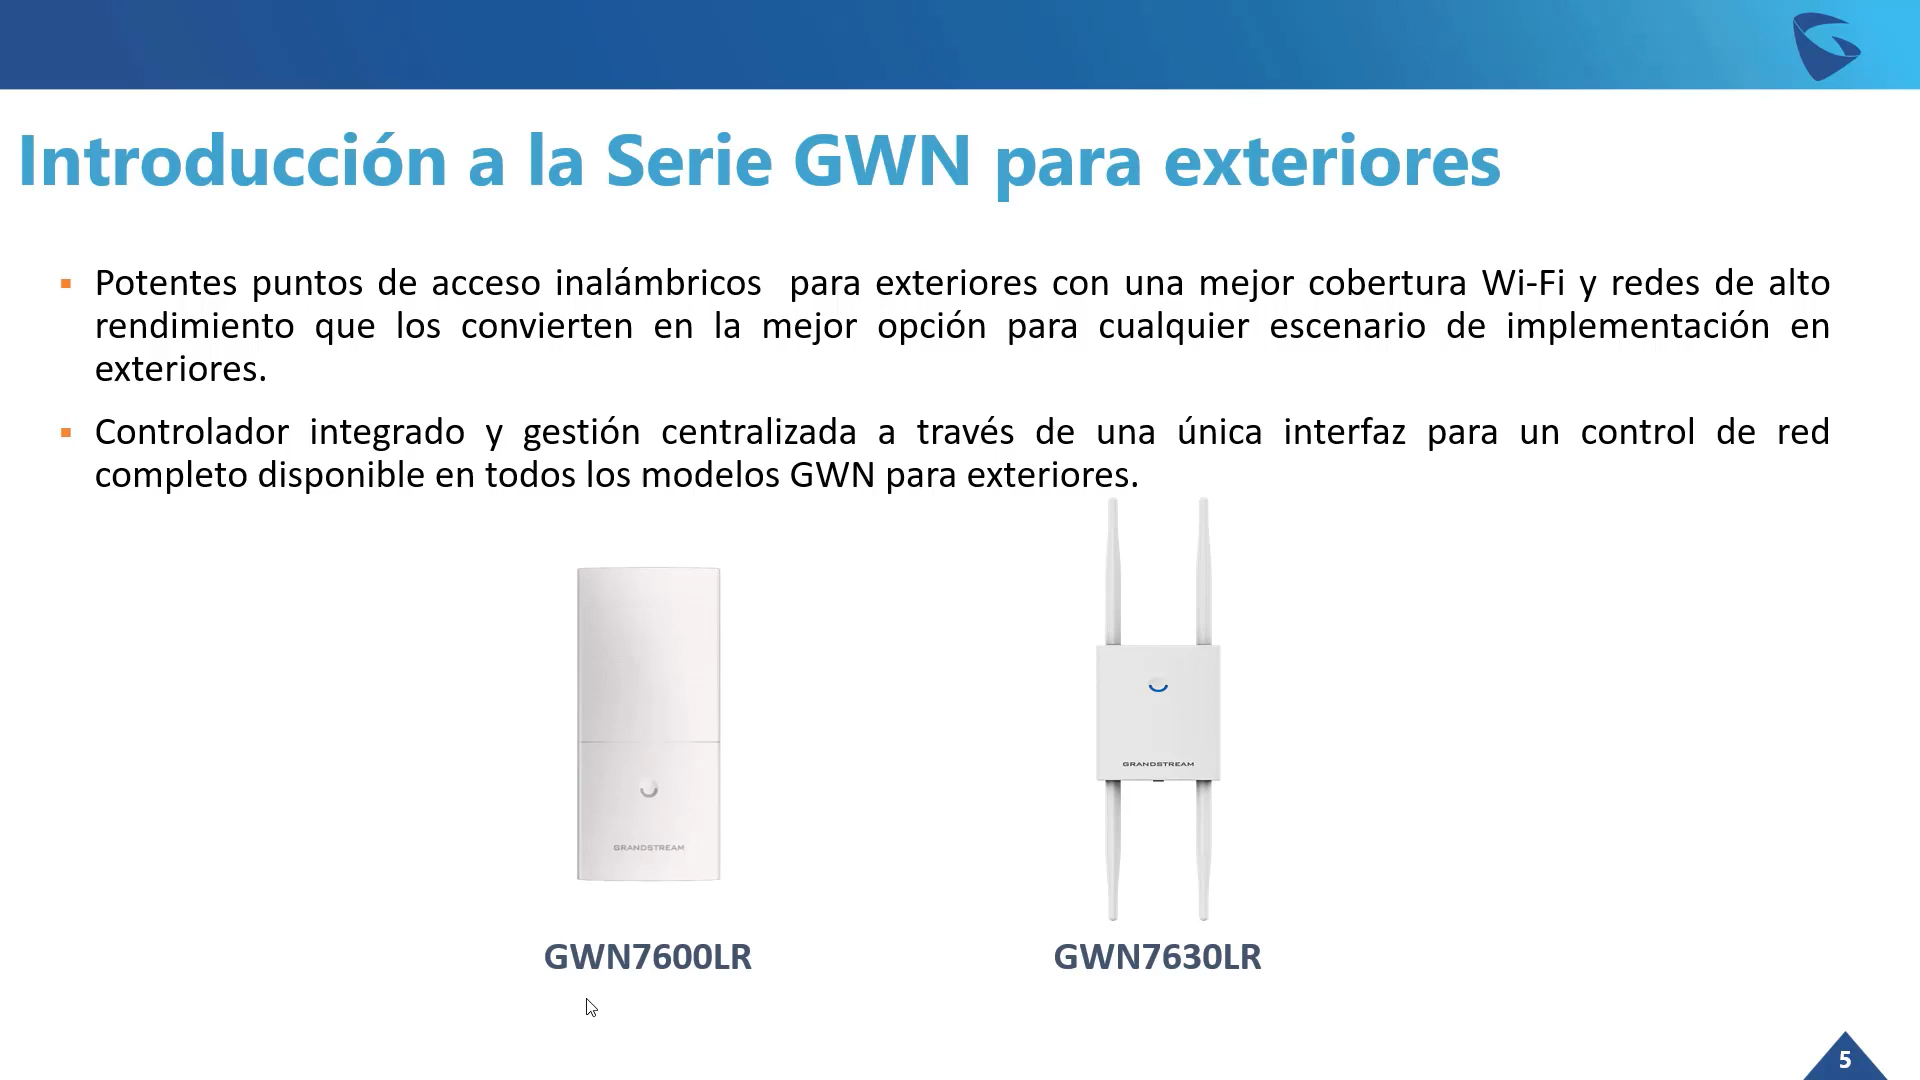 Introducción a la Serie GWN para exteriores
▪ Potentes puntos de acceso inalámbricos para exteriores con una mejor cobertura Wi-Fi y redes de alto
rendimiento que los convierten en la mejor opción para cualquier escenario de implementación en
exteriores.
▪ Controlador integrado y gestión centralizada a través de una única interfaz para un control de red
completo disponible en todos los modelos GWN para exteriores.
GRANDSTREAM
GRANDSTREAM
GWN7600LR
GWN7630LR
5